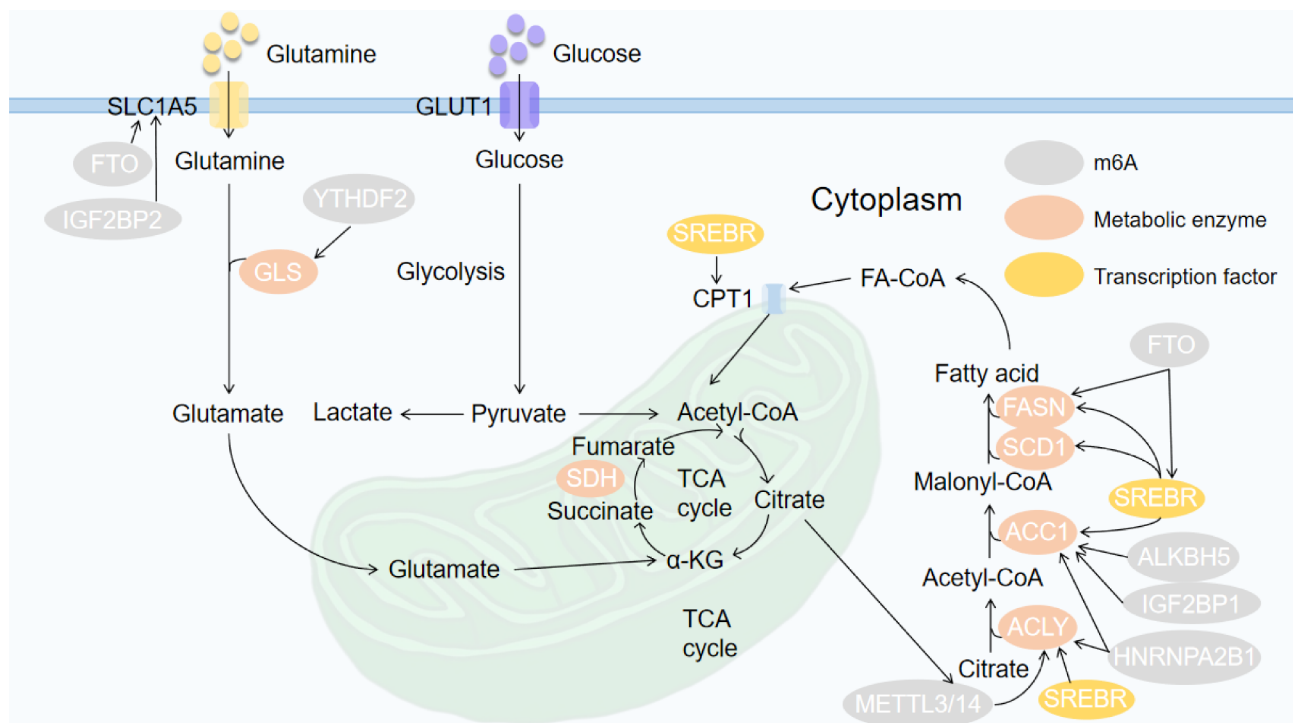 Glutamine
Glucose
SLC1A5
GLUT1
FTO
Glutamine
Glucose
m6A
IGF2BP2
YTHDF2
Cytoplasm
Metabolic enzyme
SREBR
GLS
Glycolysis
FA-CoA
Transcription factor
CPT1
FTO
Fatty acid
Glutamate
Lactate
Pyruvate
Acetyl-CoA
FASN
Fumarate
SCD1
SDH
TCA
cycle
Citrate
Malonyl-CoA
SREBR
Succinate
ACC1
ALKBH5
Glutamate
α-KG
Acetyl-CoA
IGF2BP1
TCA
cycle
ACLY
HNRNPA2B1
Citrate
METTL3/14
SREBR